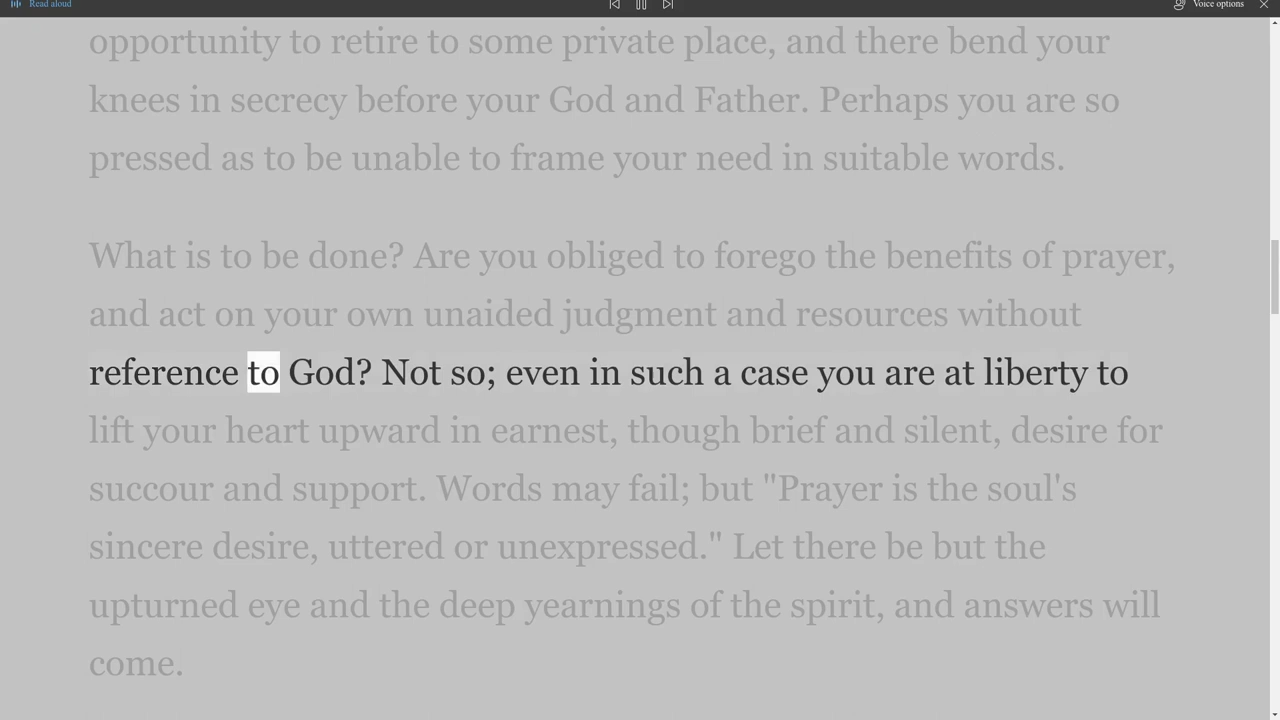 Read aloud
Voice options
opportunity to retire to some private place, and there bend your
knees in secrecy before your God and Father. Perhaps you are so
pressed as to be unable to frame your need in suitable words.
What is to be done? Are you obliged to forego the benefits of prayer,
and act on your own unaided judgment and resources without
reference to God? Not so; even in such a case you are at liberty to
lift your heart upward in earnest, though brief and silent, desire for
succour and support. Words may fail; but "Prayer is the soul's
sincere desire, uttered or unexpressed." Let there be but the
upturned eye and the deep yearnings of the spirit, and answers will
come.